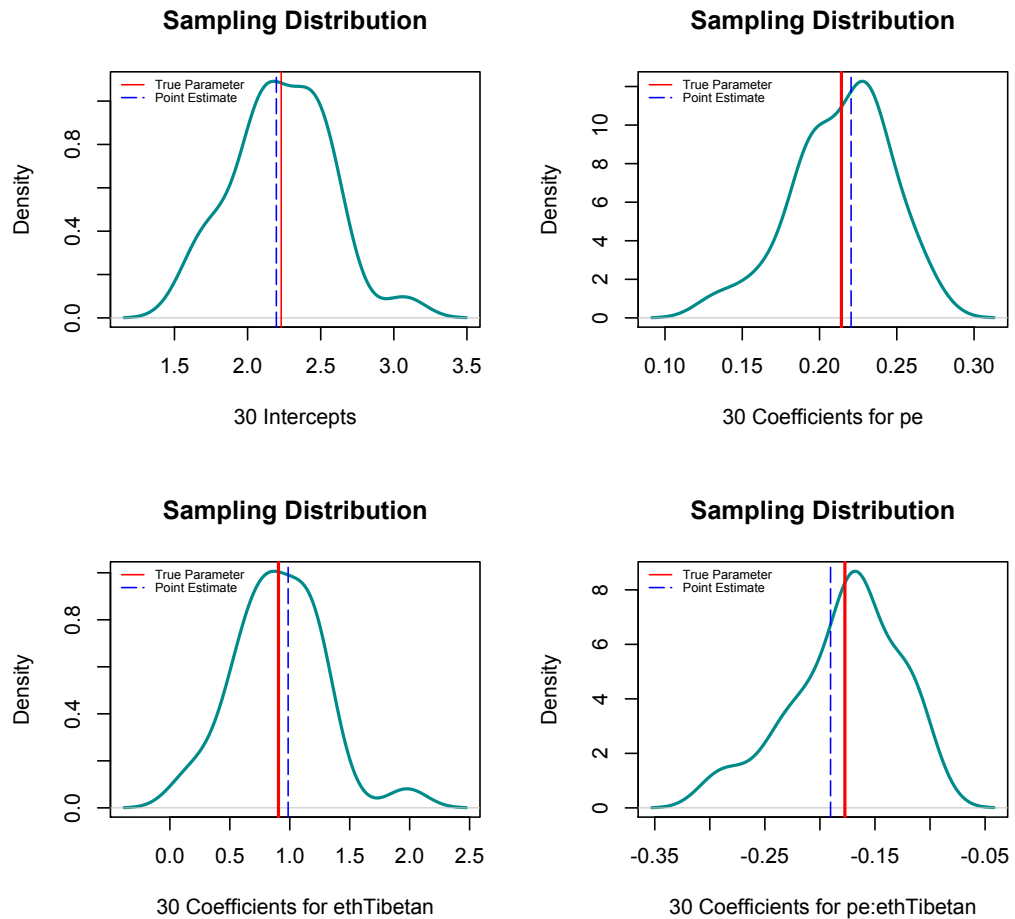 Sampling Distribution
True Parameter
Point Estimate
Density
0.0
0.4
0.8
1.5 2.0 2.5 3.0 3.5
30 Intercepts
Sampling Distribution
True Parameter
Point Estimate
Density
0 2 4 6 8 10
0.10 0.15 0.20 0.25 0.30
30 Coefficients for pe
Sampling Distribution
True Parameter
Point Estimate
Density
0.0 0.4 0.8
0.0 0.5 1.0 1.5 2.0 2.5
30 Coefficients for ethTibetan
Sampling Distribution
True Parameter
Point Estimate
Density
0 2 4 6 8
-0.35 -0.25 -0.15 -0.05
30 Coefficients for pe:ethTibetan